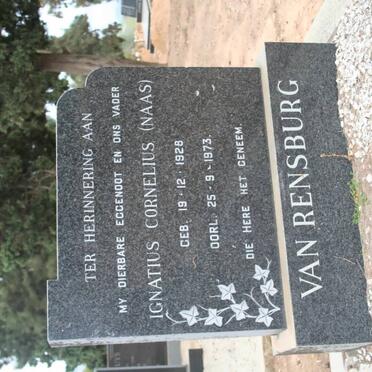 TER HERINNERING AAN
MY DIERBARE EGGENOOT EN ONS VADER
IGNATIUS CORNELIUS (NAAS)
GEB. 19·12·1928
OORL. 25·9·1973.
DIE HERE HET GENEEM
VAN RENSBURG